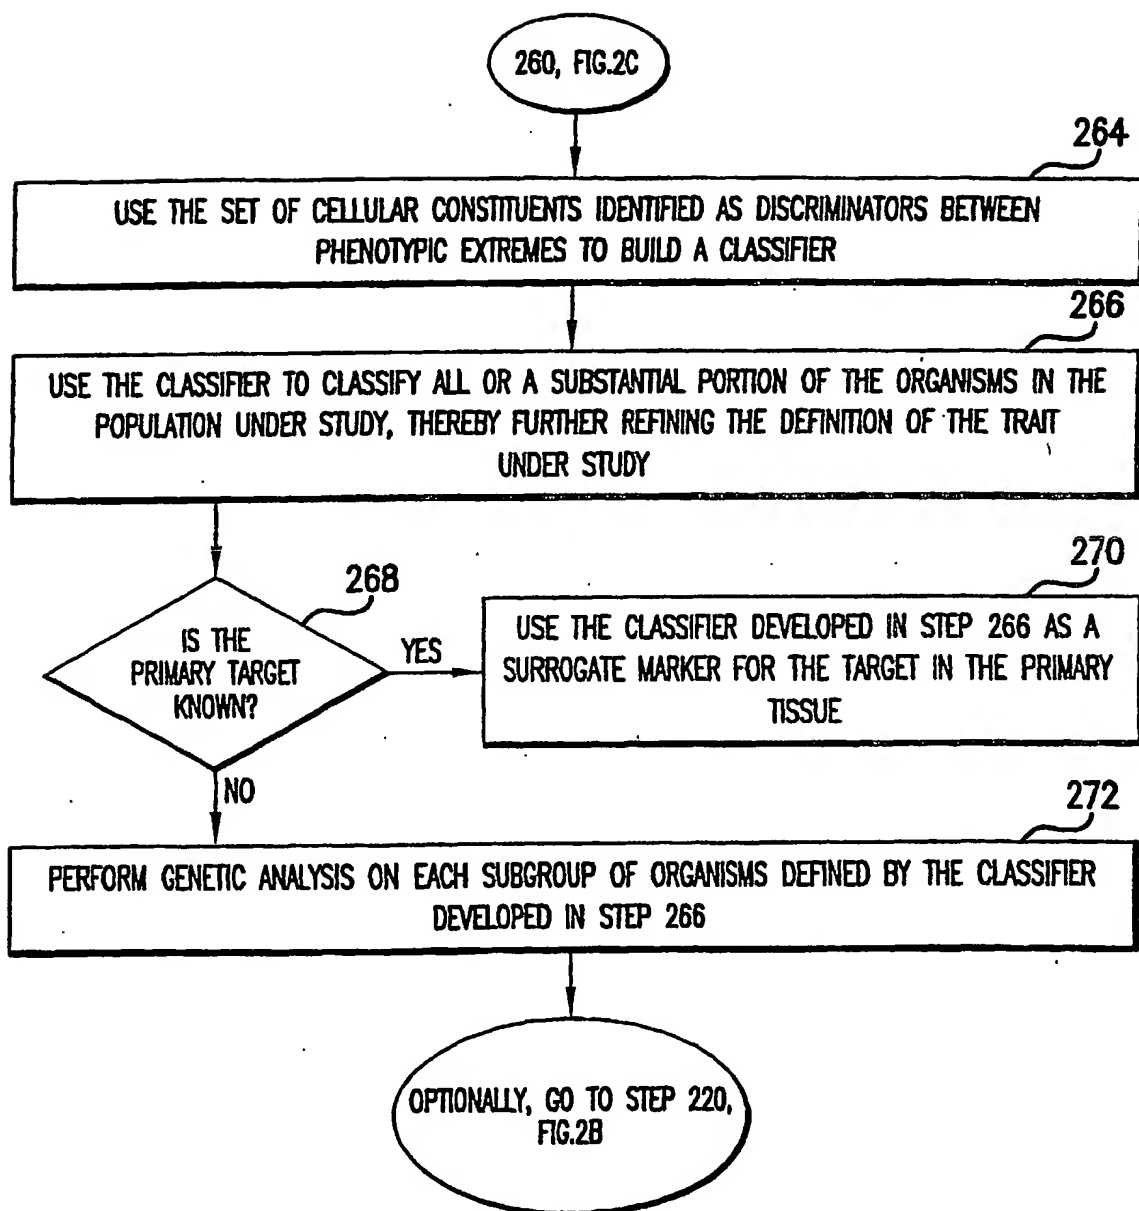 260, FIG.2C
264
USE THE SET OF CELLULAR CONSTITUENTS IDENTIFIED AS DISCRIMINATORS BETWEEN
PHENOTYPIC EXTREMES TO BUILD A CLASSIFIER
266
USE THE CLASSIFIER TO CLASSIFY ALL OR A SUBSTANTIAL PORTION OF THE ORGANISMS IN THE
POPULATION UNDER STUDY, THEREBY FURTHER REFINING THE DEFINITION OF THE TRAIT
UNDER STUDY
268
IS THE
PRIMARY TARGET
KNOWN?
YES
270
USE THE CLASSIFIER DEVELOPED IN STEP 266 AS A
SURROGATE MARKER FOR THE TARGET IN THE PRIMARY
TISSUE
NO
272
PERFORM GENETIC ANALYSIS ON EACH SUBGROUP OF ORGANISMS DEFINED BY THE CLASSIFIER
DEVELOPED IN STEP 266
OPTIONALLY, GO TO STEP 220,
FIG.2B